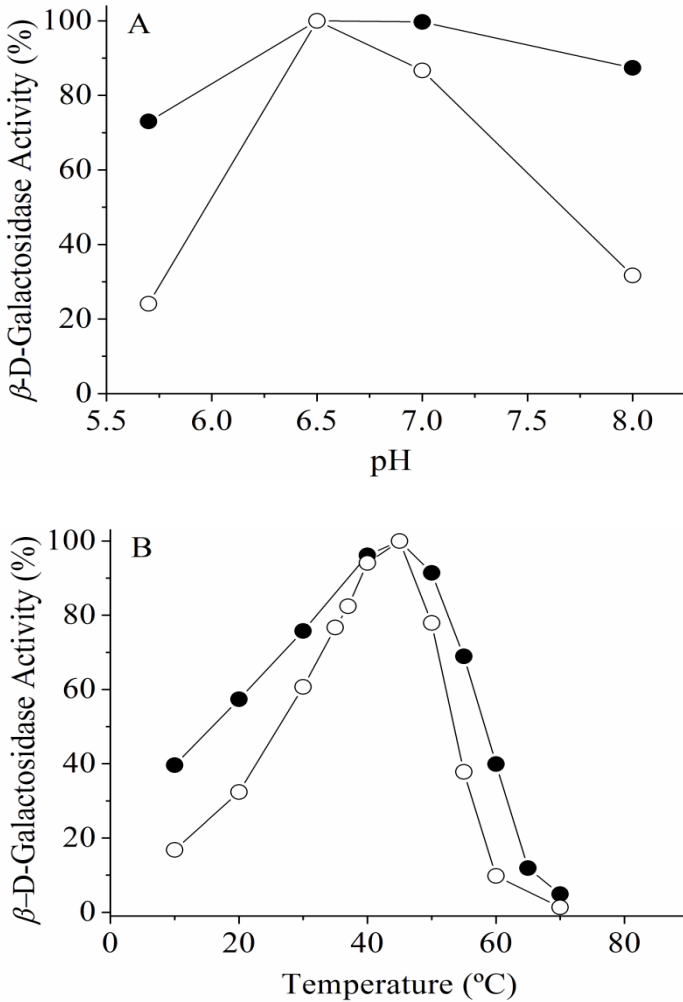 A
β-D-Galactosidase Activity (%)
100
80
60
40
20
0
5.5 6.0 6.5 7.0 7.5 8.0
pH
B
β-D-Galactosidase Activity (%)
100
80
60
40
20
0
0 20 40 60 80
Temperature (ºC)